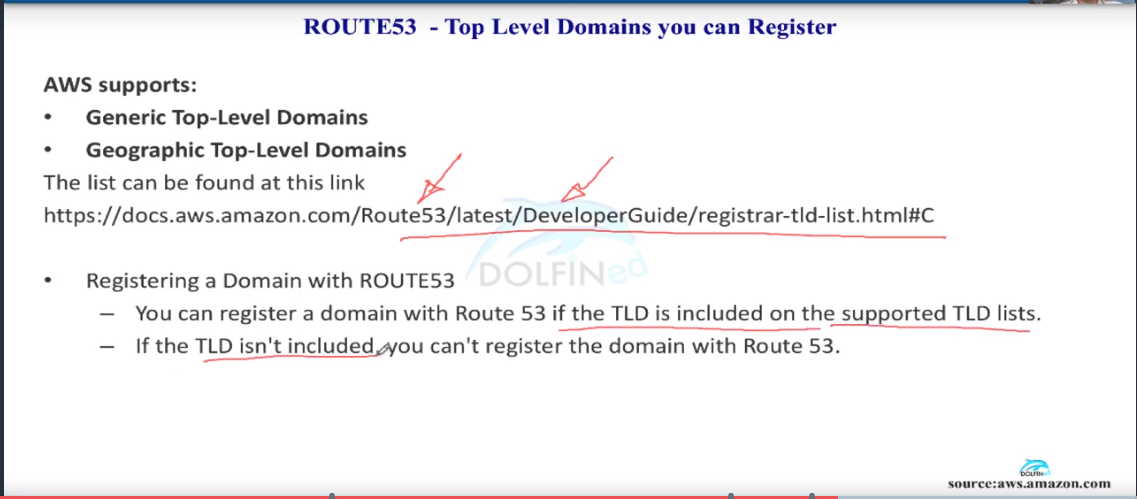 ROUTE53 - Top Level Domains you can Register
AWS supports:
• Generic Top-Level Domains
• Geographic Top-Level Domains
The list can be found at this link
https://docs.aws.amazon.com/Route53/latest/DeveloperGuide/registrar-tld-list.html#C
DOLFINed
• Registering a Domain with ROUTE53
– You can register a domain with Route 53 if the TLD is included on the supported TLD lists.
– If the TLD isn't included, you can't register the domain with Route 53.
DOLFINed
source:aws.amazon.com